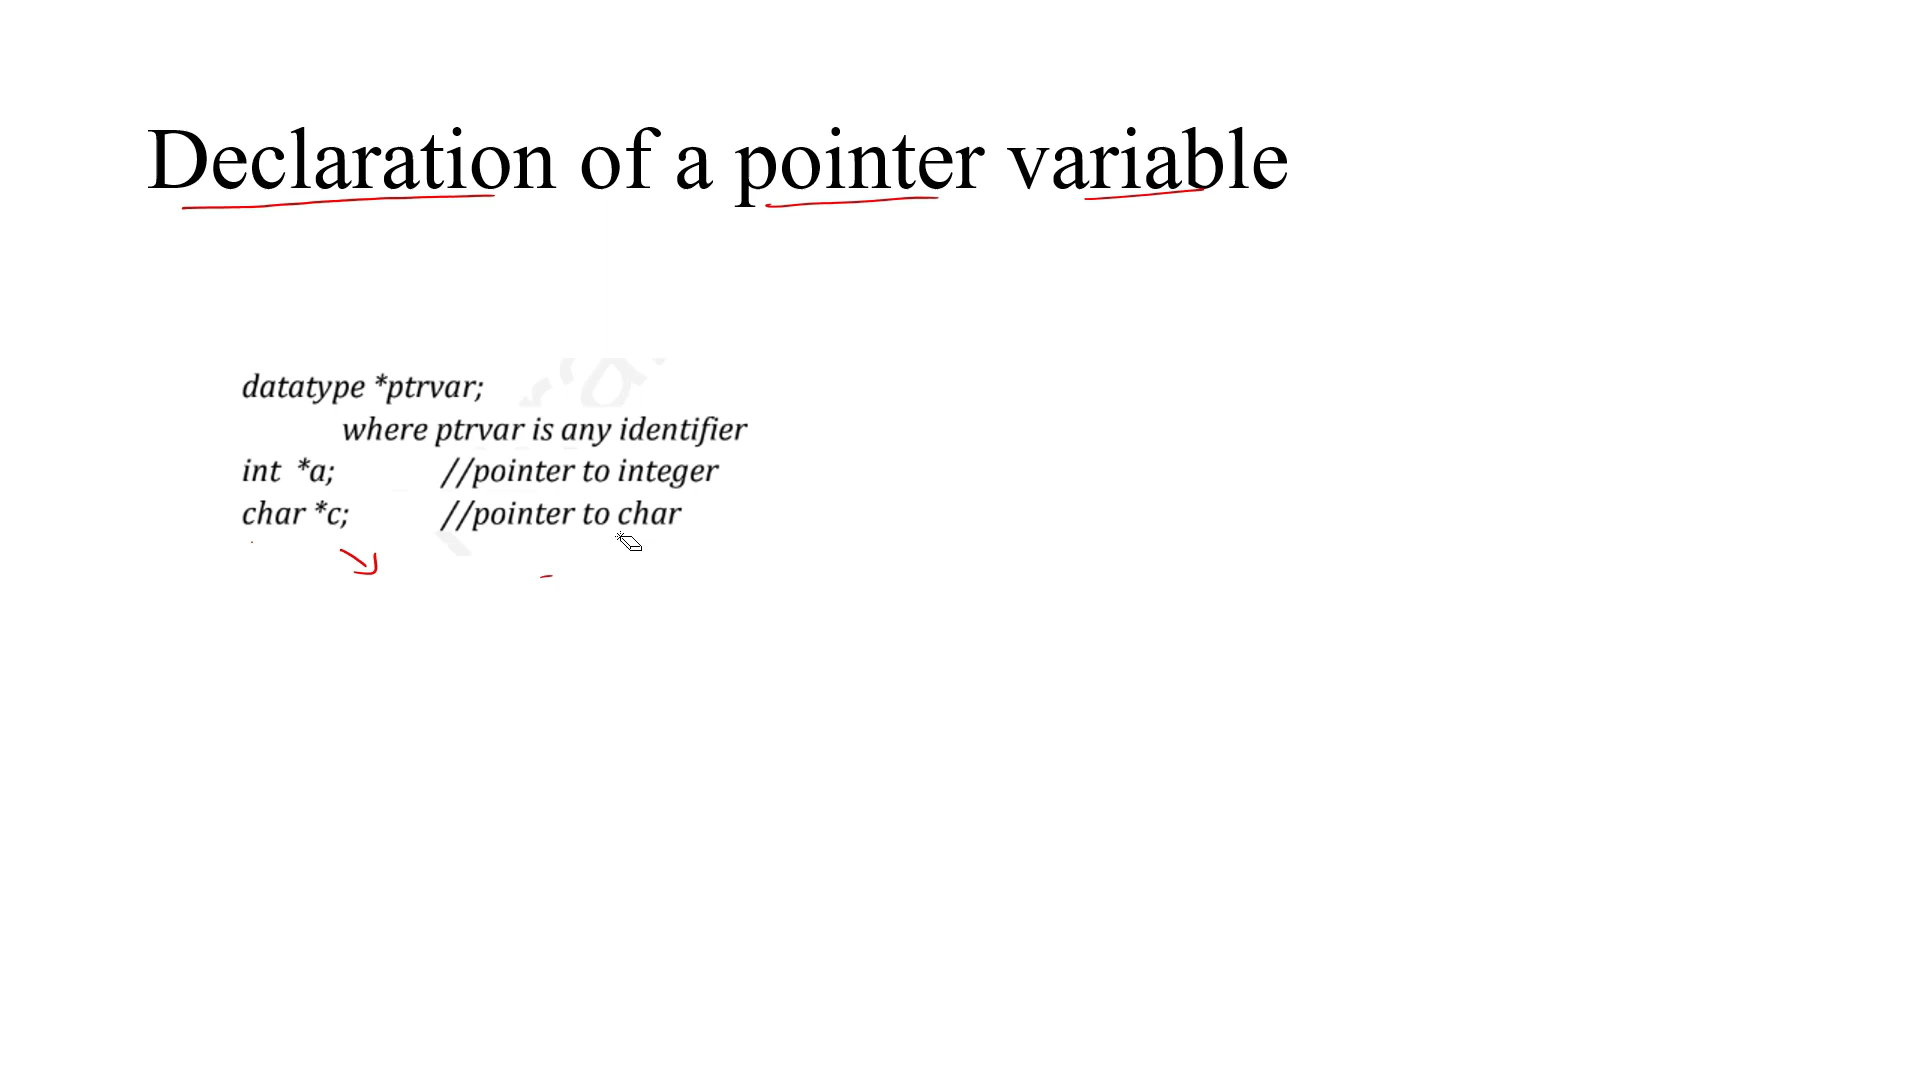 Declaration of a pointer variable
datatype *ptrvar;
where ptrvar is any identifier
int *a; //pointer to integer
char *c; //pointer to char